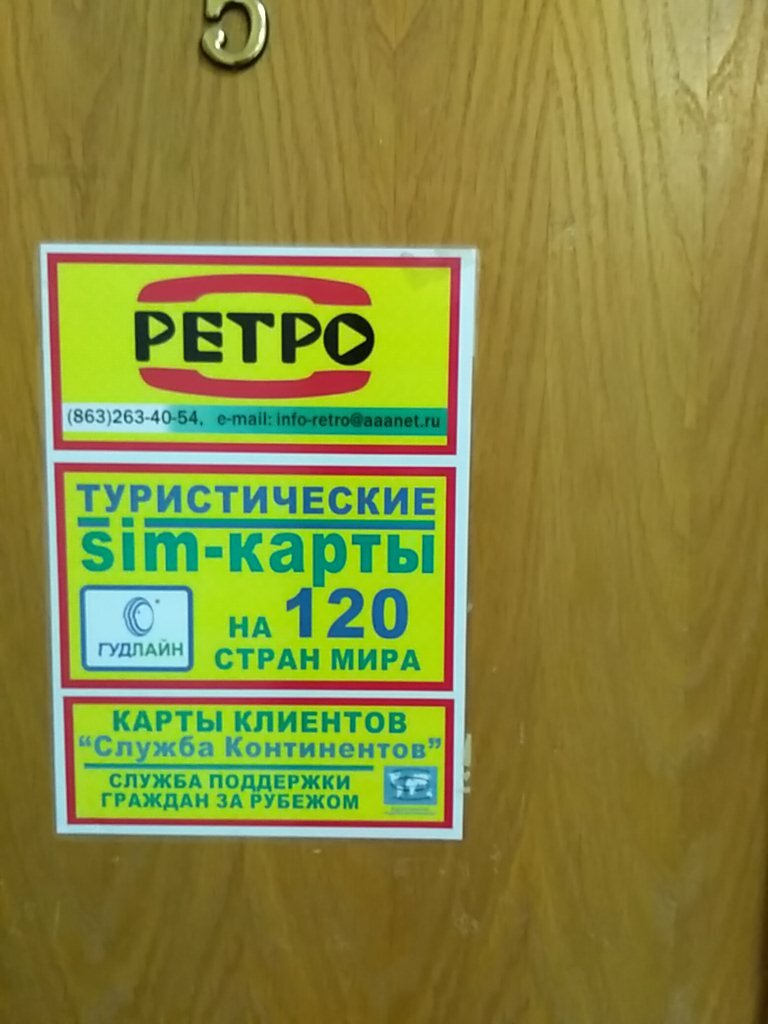 5
РЕТРО
(863)263-40-54, e-mail: info-retro@aaanet.ru
ТУРИСТИЧЕСКИЕ
sim-карты
НА 120
СТРАН МИРА
ГУДЛАЙН
КАРТЫ КЛИЕНТОВ
“Служба Континентов”
СЛУЖБА ПОДДЕРЖКИ
ГРАЖДАН ЗА РУБЕЖОМ